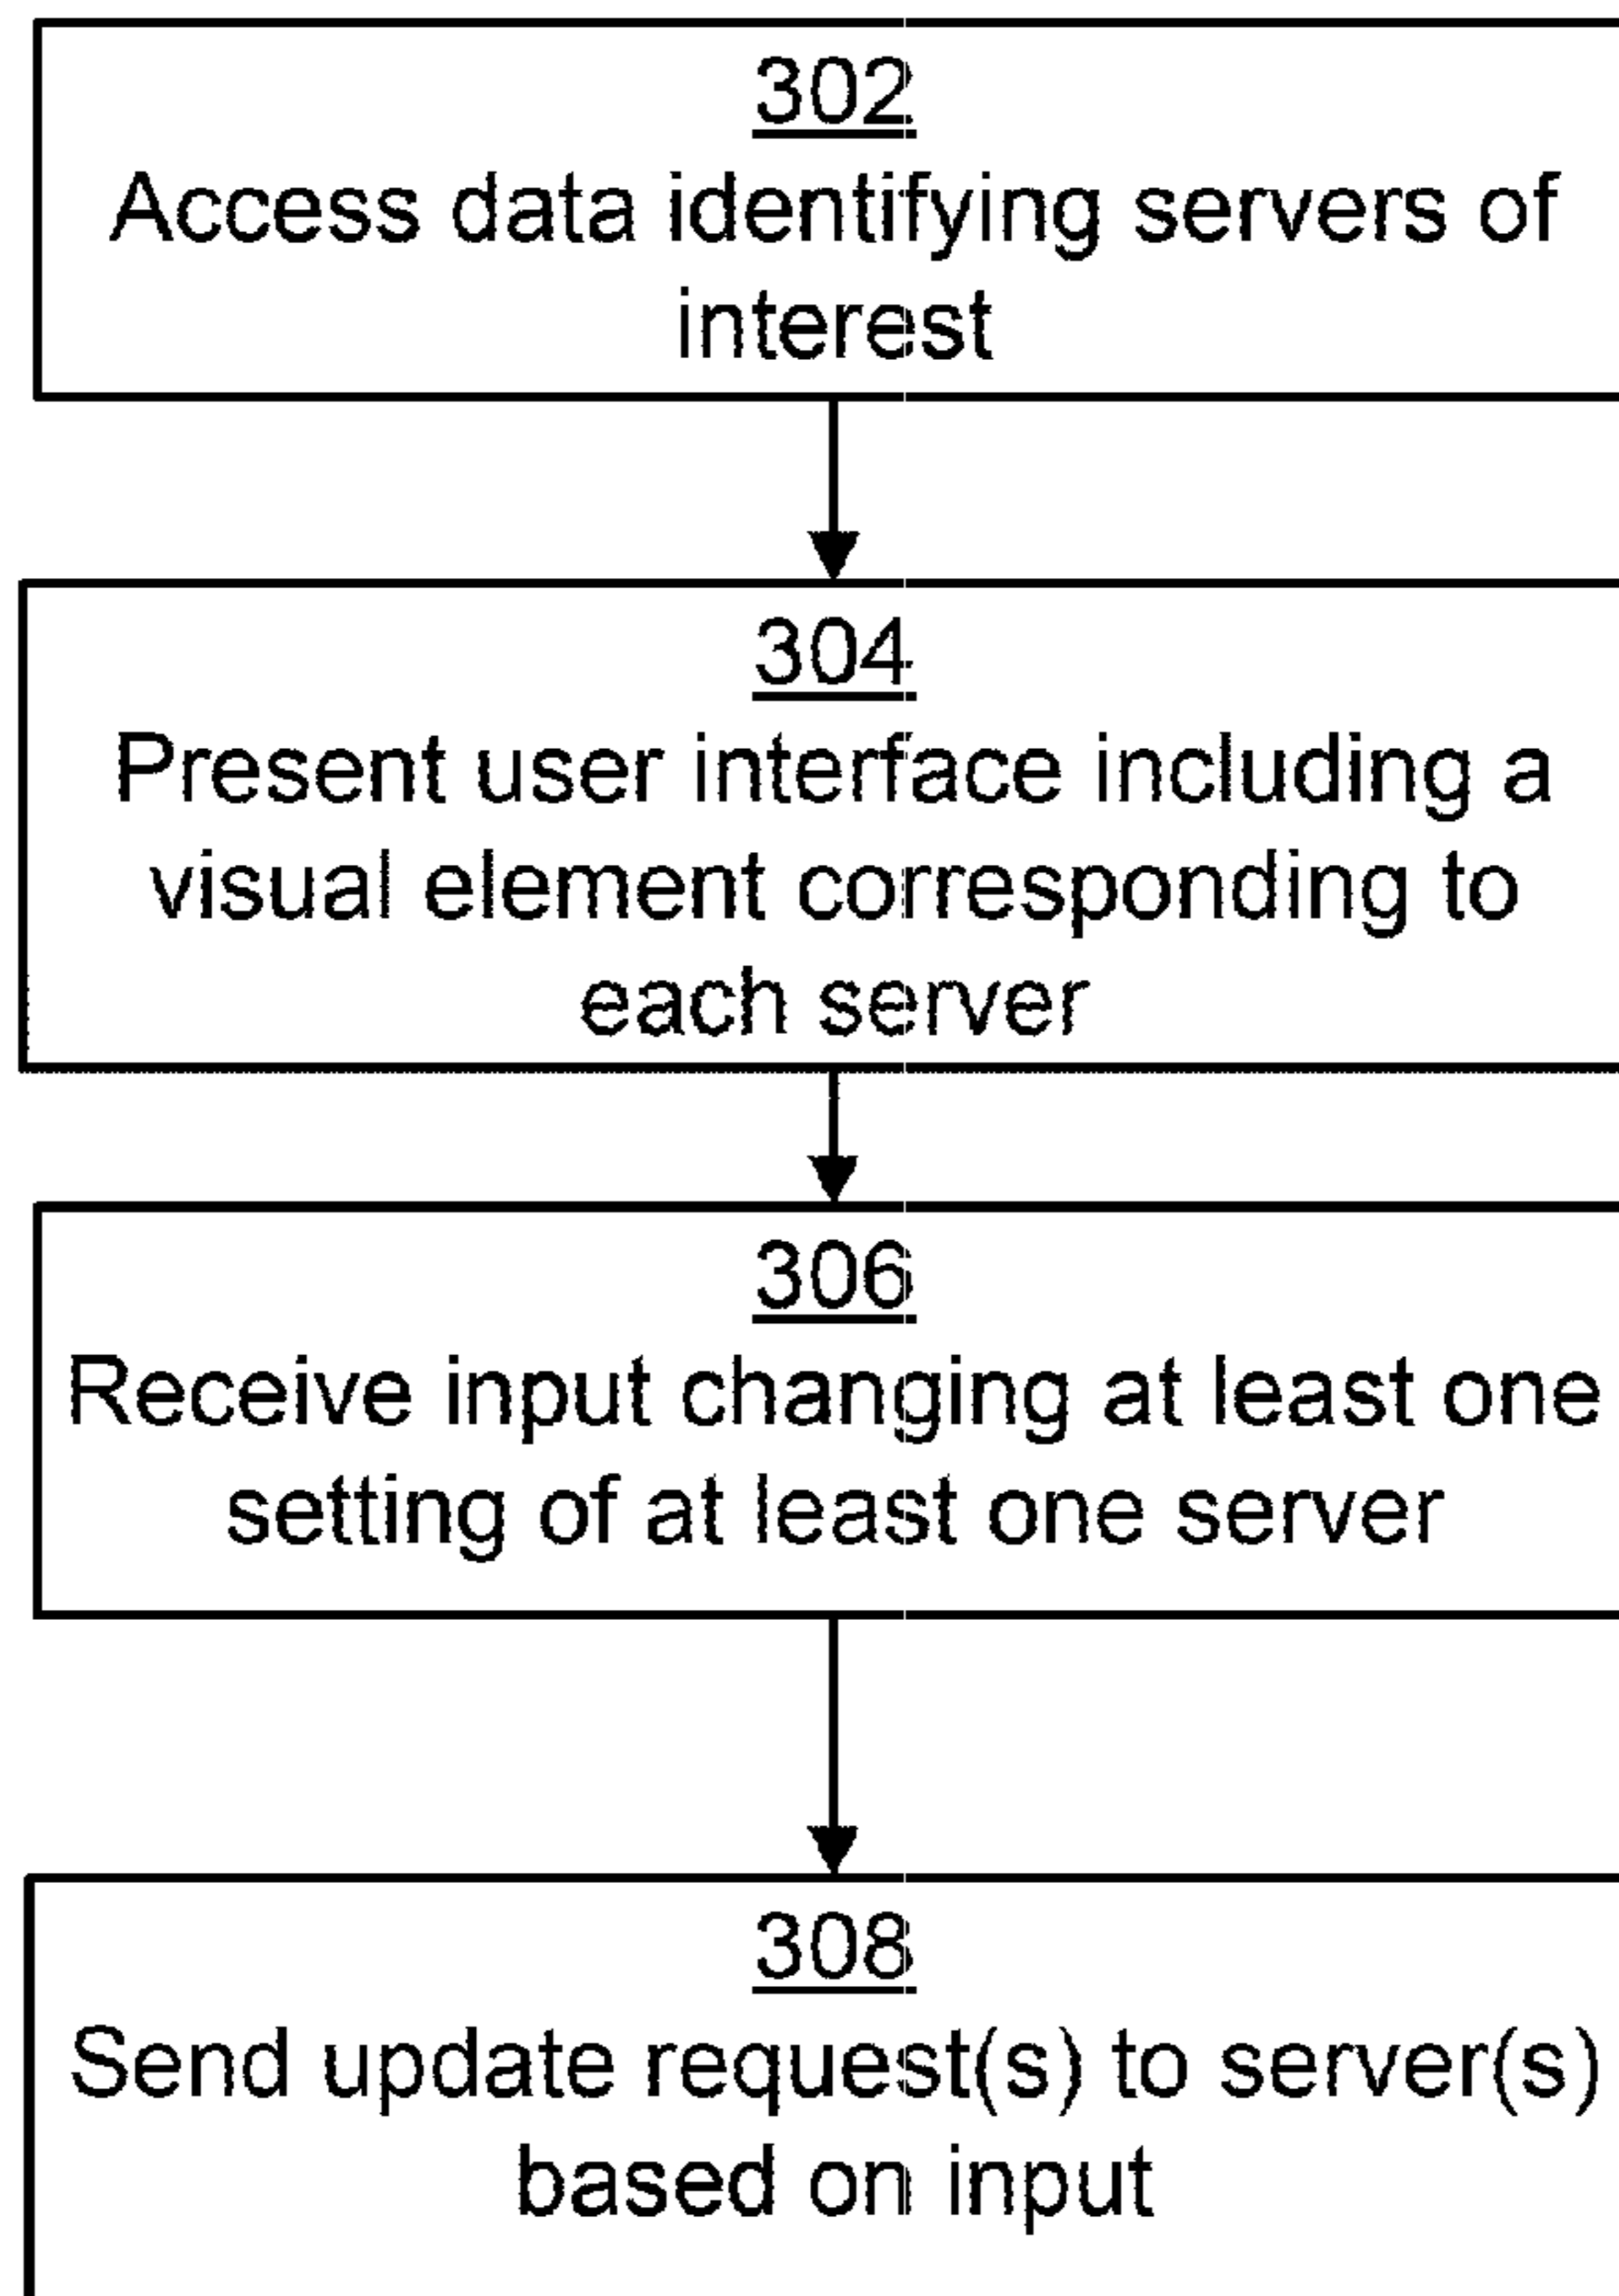 302
Access data identifying servers of
interest
304
Present user interface including a
visual element corresponding to
each server
306
Receive input changing at least one
setting of at least one server
308
Send update request(s) to server(s)
based on input